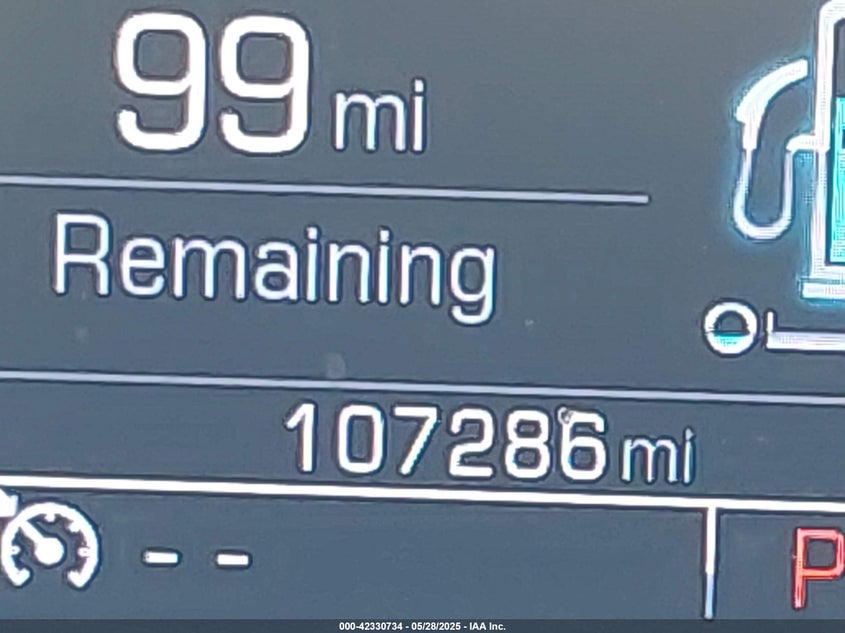 99 mi
Remaining
107286 mi
-- 
P
000-42330734 - 05/28/2025 - IAA Inc.